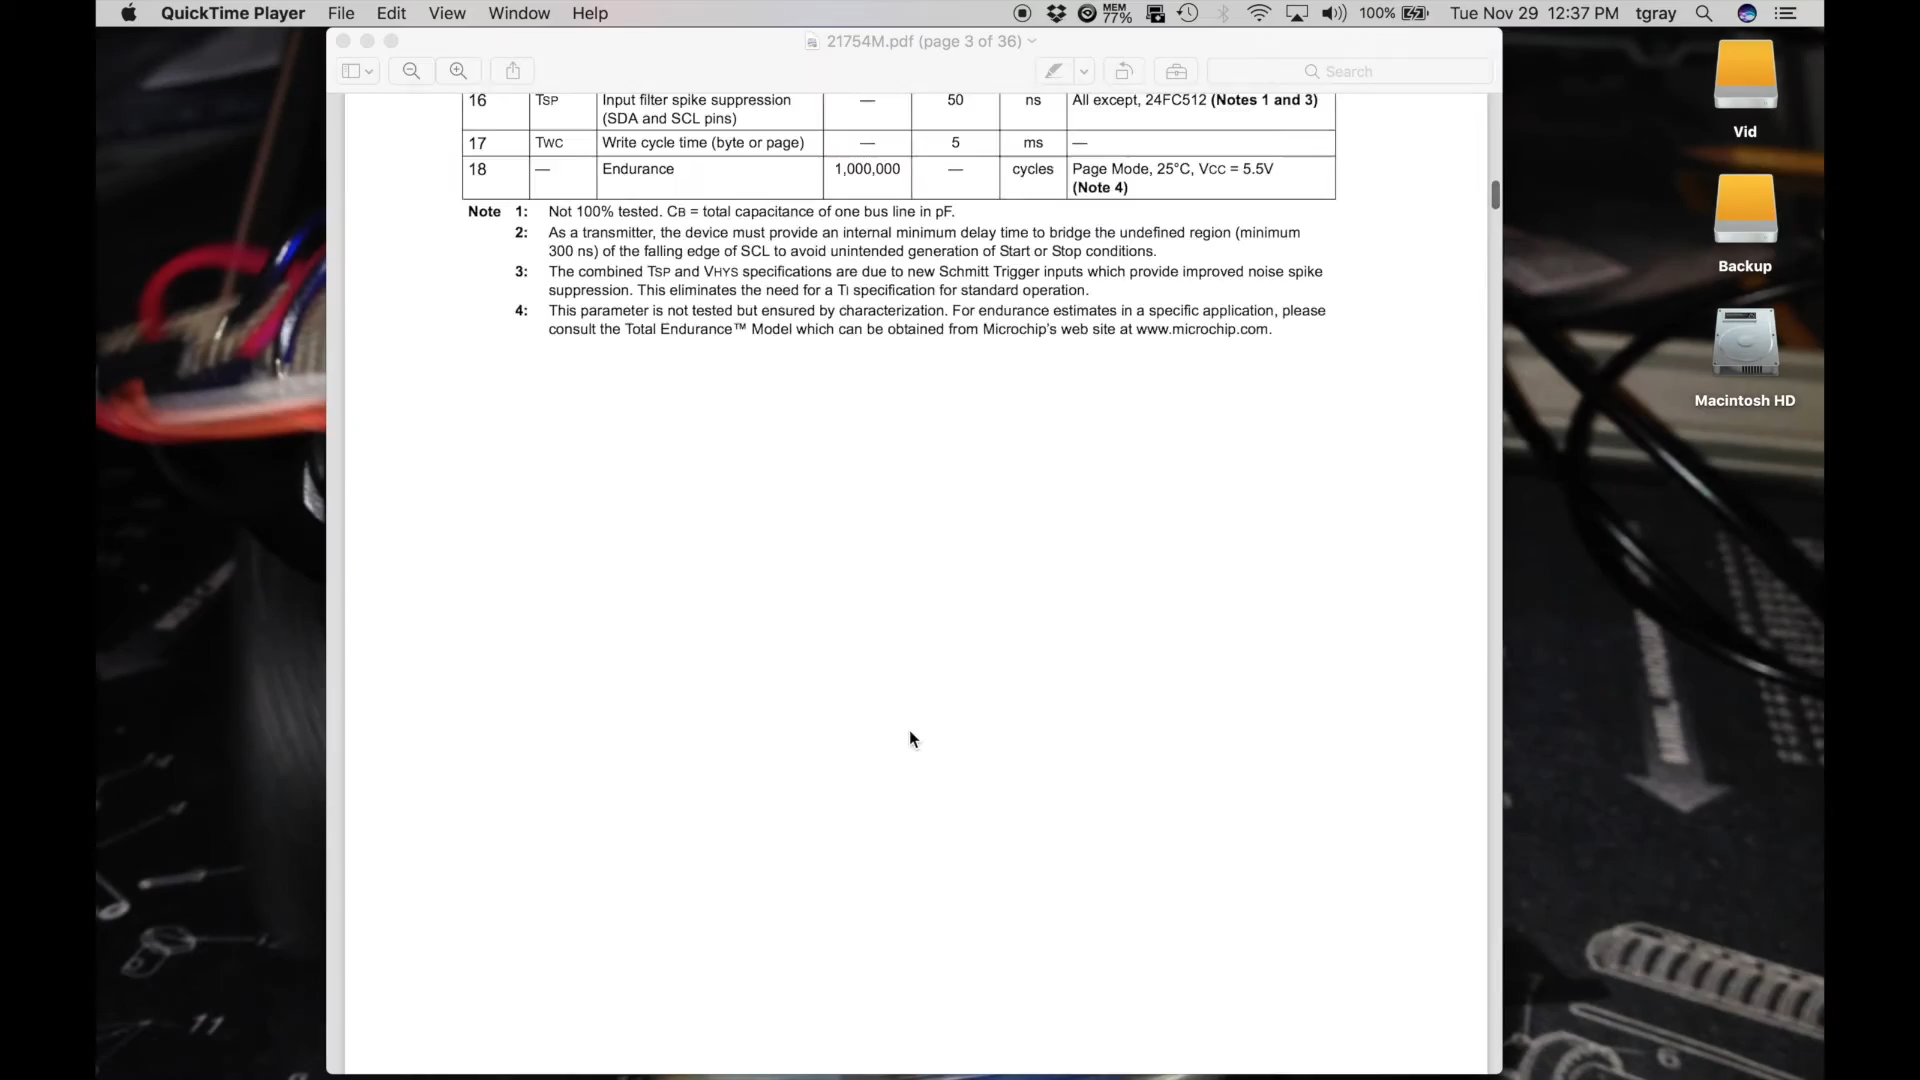 QuickTime Player File Edit View Window Help MEM 77% 100% Tue Nov 29 12:37 PM tgray
21754M.pdf (page 3 of 36)
Search
16 TSP Input filter spike suppression — 50 ns All except, 24FC512 (Notes 1 and 3)
(SDA and SCL pins)
17 TWC Write cycle time (byte or page) — 5 ms —
18 — Endurance 1,000,000 — cycles Page Mode, 25°C, VCC = 5.5V
(Note 4)
Note 1: Not 100% tested. CB = total capacitance of one bus line in pF.
2: As a transmitter, the device must provide an internal minimum delay time to bridge the undefined region (minimum
300 ns) of the falling edge of SCL to avoid unintended generation of Start or Stop conditions.
3: The combined TSP and VHYS specifications are due to new Schmitt Trigger inputs which provide improved noise spike
suppression. This eliminates the need for a TI specification for standard operation.
4: This parameter is not tested but ensured by characterization. For endurance estimates in a specific application, please
consult the Total Endurance™ Model which can be obtained from Microchip's web site at www.microchip.com.
Vid
Backup
Macintosh HD
11
6